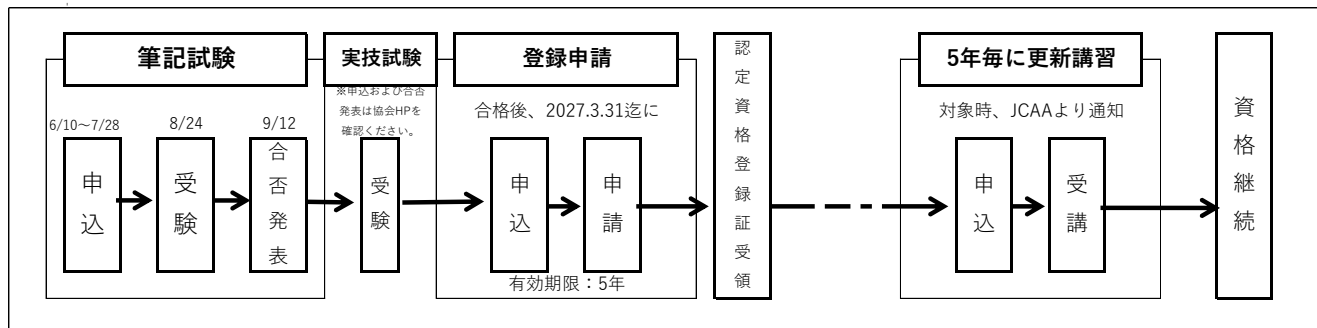 筆記試験
6/10～7/28
申込
8/24
受験
9/12
合否発表
実技試験
※申込および合否
発表は協会HPを
確認ください。
受験
登録申請
合格後、2027.3.31迄に
申込
申請
有効期限：5年
認定資格登録証受領
5年毎に更新講習
対象時、JCAAより通知
申込
受講
資格継続